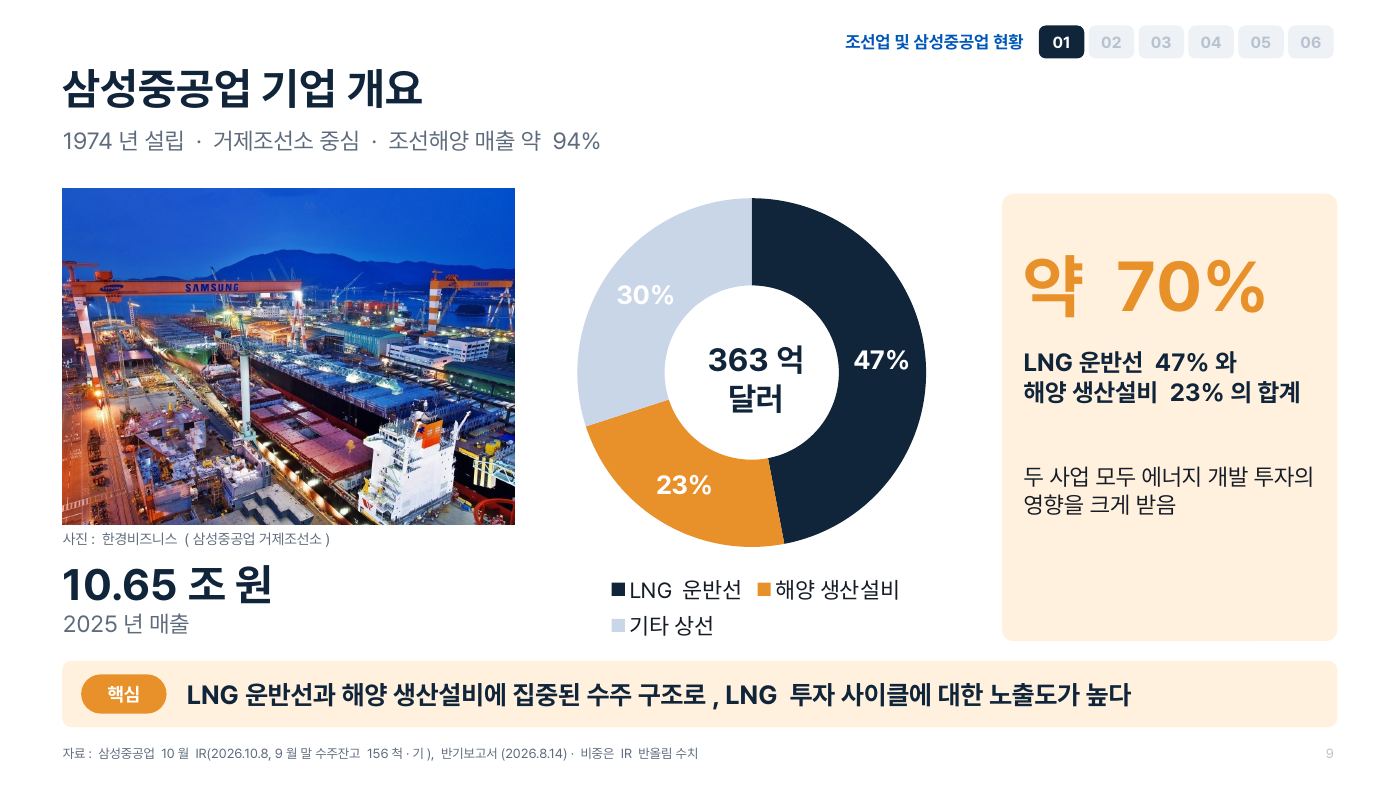 조선업 및 삼성중공업 현황 01 02 03 04 05 06
삼성중공업 기업 개요
1974 년 설립 · 거제조선소 중심 · 조선해양 매출 약 94%
SAMSUNG
사진 : 한경비즈니스 ( 삼성중공업 거제조선소 )
10.65 조 원
2025 년 매출
30%
47%
23%
363 억
달러
LNG 운반선 해양 생산설비
기타 상선
약 70%
LNG 운반선 47% 와
해양 생산설비 23% 의 합계
두 사업 모두 에너지 개발 투자의
영향을 크게 받음
핵심 LNG 운반선과 해양 생산설비에 집중된 수주 구조로 , LNG 투자 사이클에 대한 노출도가 높다
자료 : 삼성중공업 10 월 IR(2026.10.8, 9 월 말 수주잔고 156 척 · 기 ), 반기보고서 (2026.8.14) · 비중은 IR 반올림 수치
9